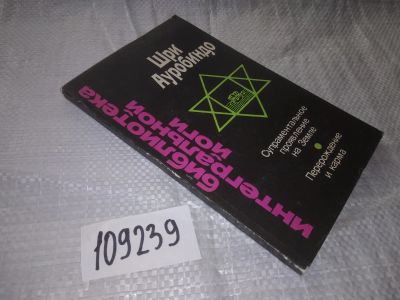 Шри
Ауробиндо
библиотека
интегральной
йоги
Супраментальное
проявление
на Земле
Перерождение
и карма
109239